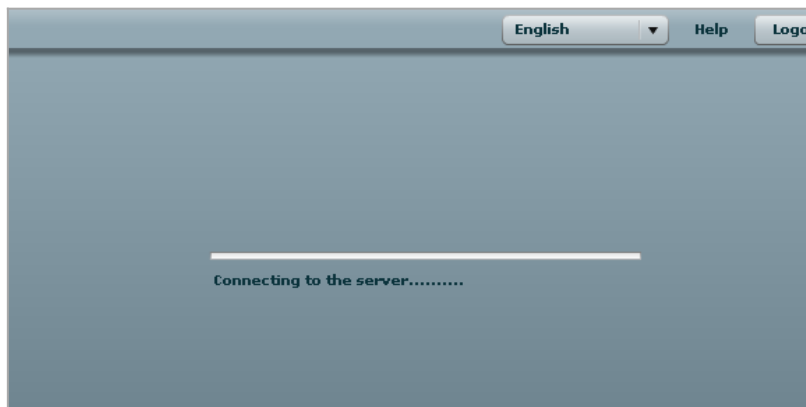 English Help
Connecting to the server..........